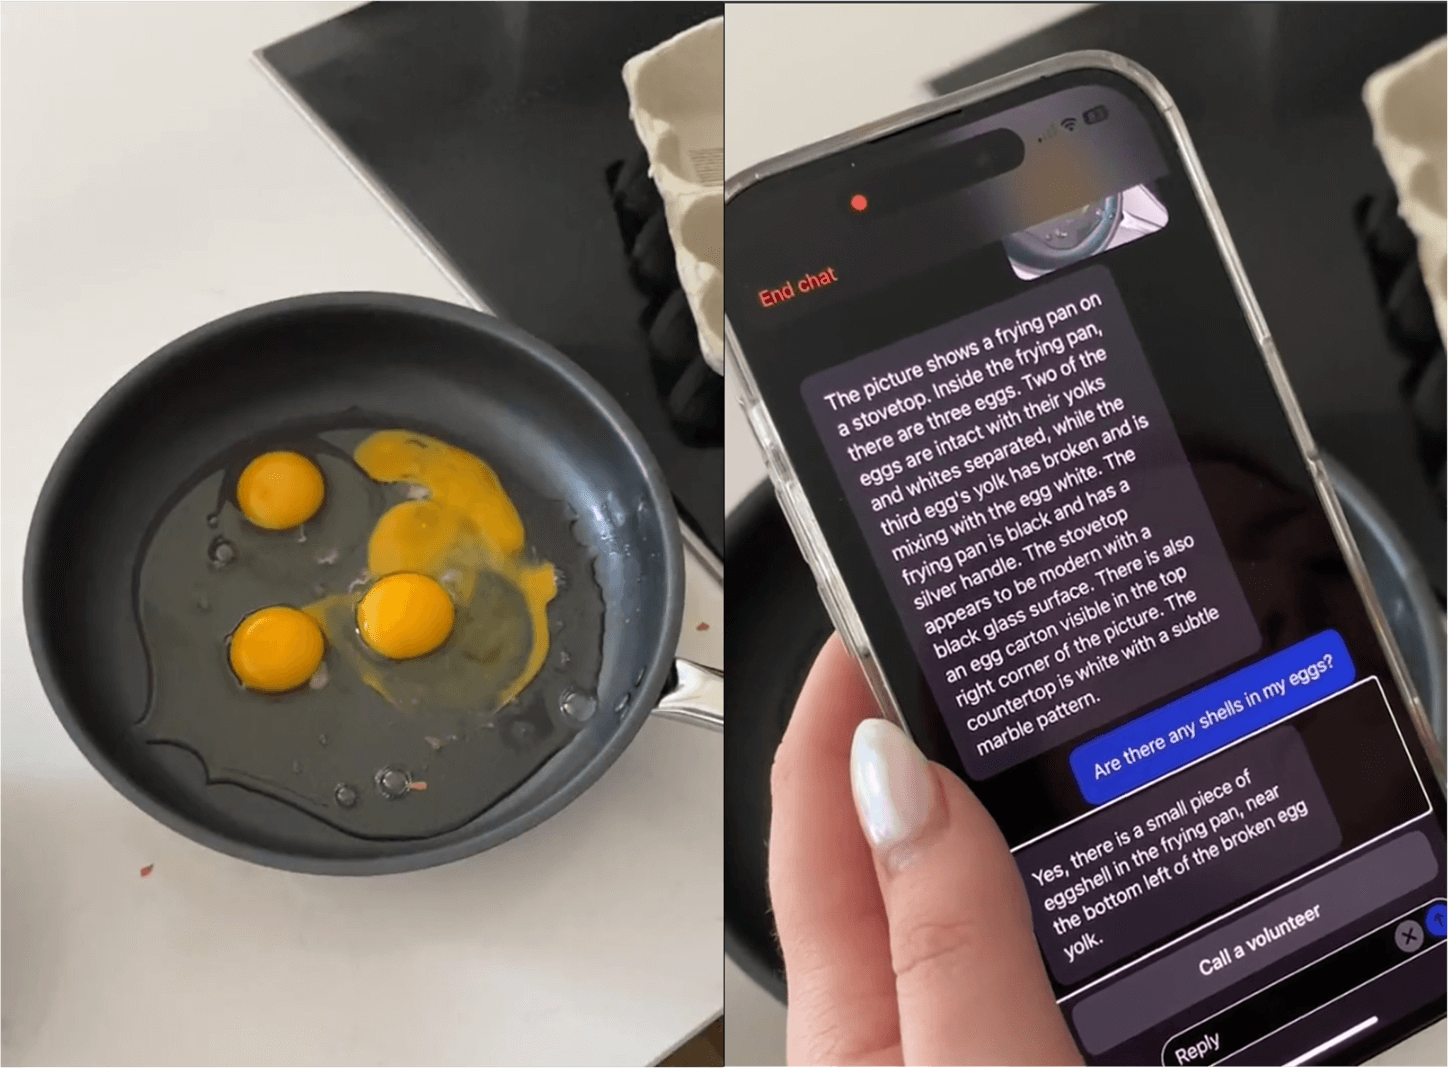 83
End chat
The picture shows a frying pan on
a stovetop. Inside the frying pan,
there are three eggs. Two of the
eggs are intact with their yolks
and whites separated, while the
third egg's yolk has broken and is
mixing with the egg white. The
frying pan is black and has a
silver handle. The stovetop
appears to be modern with a
black glass surface. There is also
an egg carton visible in the top
right corner of the picture. The
countertop is white with a subtle
marble pattern.
Are there any shells in my eggs?
Yes, there is a small piece of
eggshell in the frying pan, near
the bottom left of the broken egg
yolk.
Call a volunteer
Reply